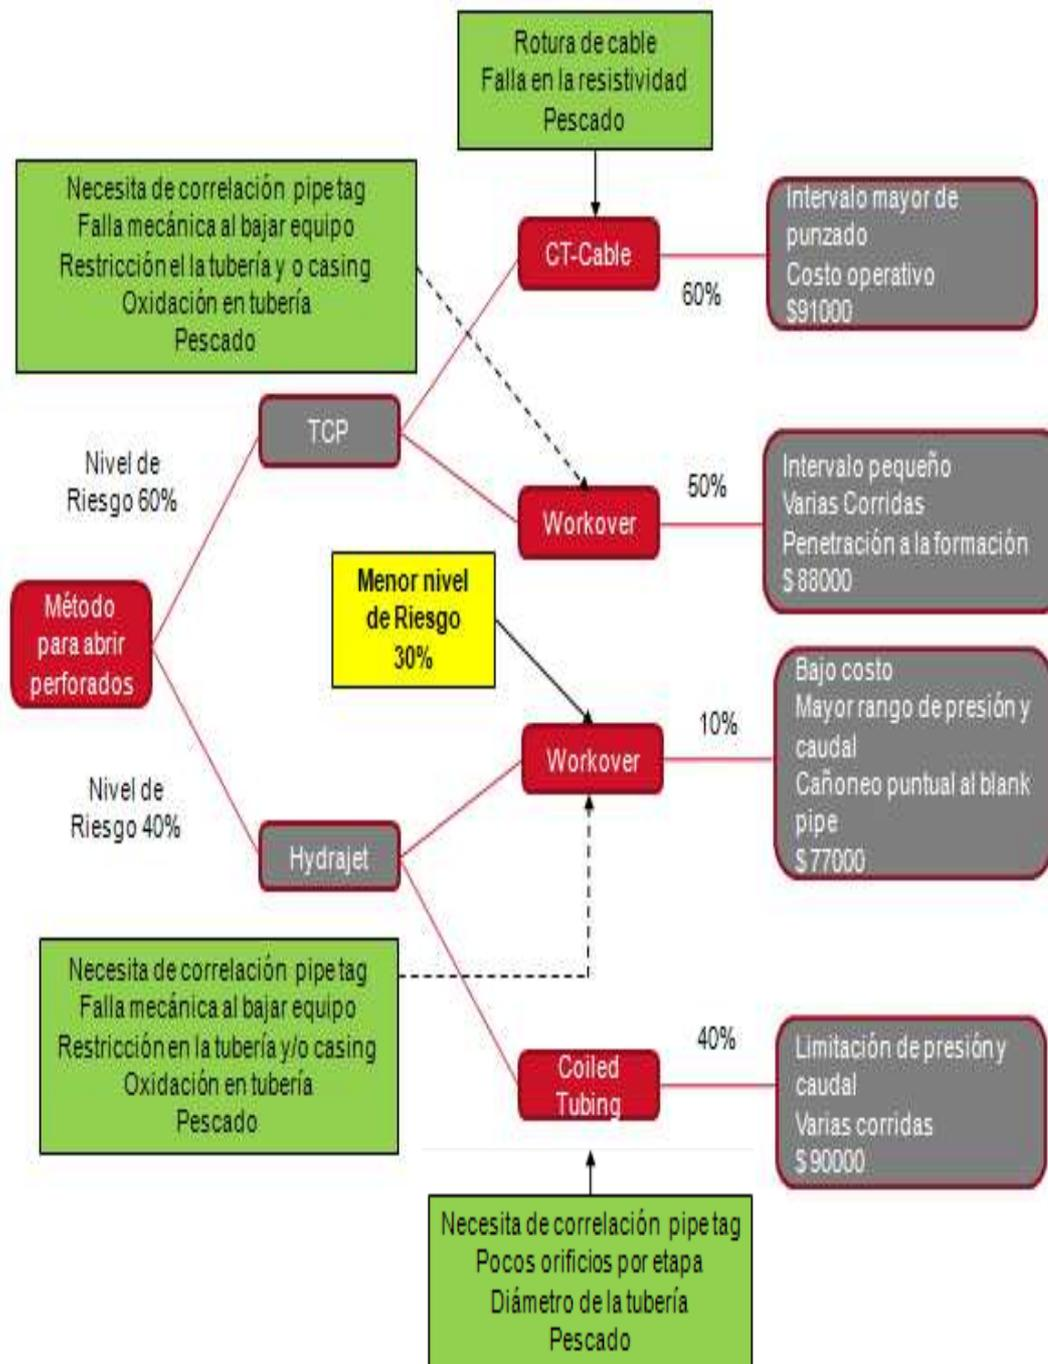 Rotura de cable
Falla en la resistividad
Pescado
Necesita de correlación pipe tag
Falla mecánica al bajar equipo
Restricción el la tubería y o casing
Oxidación en tubería
Pescado
CT-Cable
60%
Intervalo mayor de
punzado
Costo operativo
$91000
TCP
Nivel de
Riesgo 60%
Workover
50%
Intervalo pequeño
Varias Corridas
Penetración a la formación
$ 88000
Menor nivel
de Riesgo
30%
Método
para abrir
perforados
Workover
10%
Bajo costo
Mayor rango de presión y
caudal
Cañoneo puntual al blank
pipe
$ 77000
Nivel de
Riesgo 40%
Hydrajet
Necesita de correlación pipe tag
Falla mecánica al bajar equipo
Restricción en la tubería y/o casing
Oxidación en tubería
Pescado
Coiled
Tubing
40%
Limitación de presión y
caudal
Varias corridas
$ 90000
Necesita de correlación pipe tag
Pocos orificios por etapa
Diámetro de la tubería
Pescado